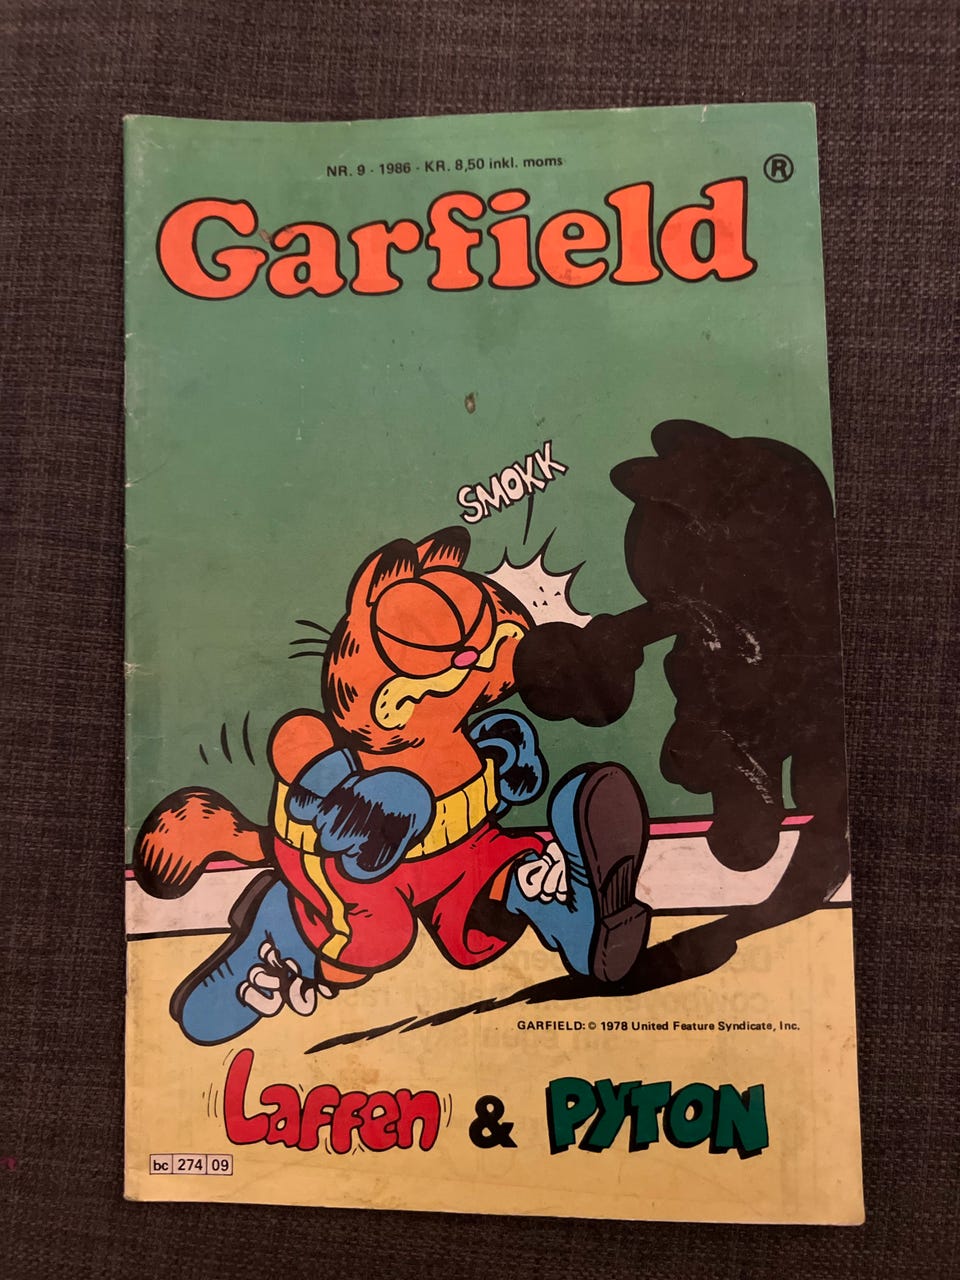 NR. 9 - 1986 - KR. 8,50 inkl. moms
Garfield®
SMOKK
GARFIELD: © 1978 United Feature Syndicate, Inc.
Laffen & PYTON
bc 274 09